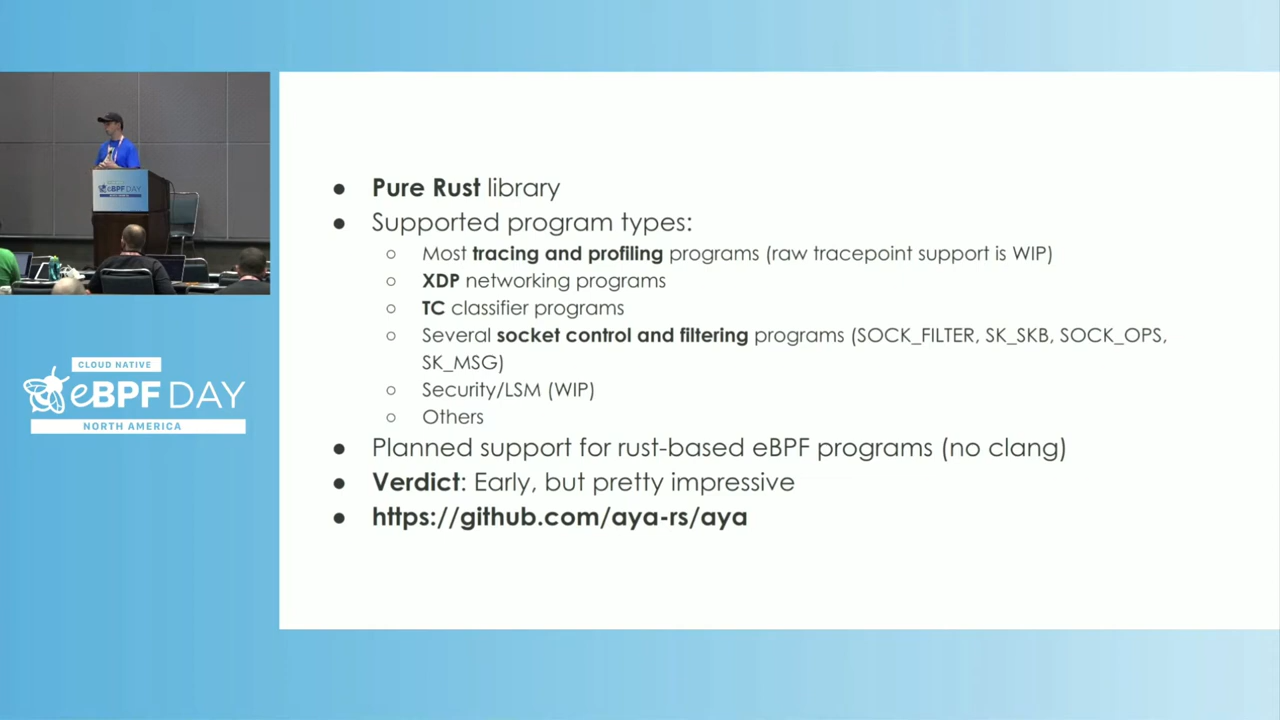 ● Pure Rust library
● Supported program types:
○ Most tracing and profiling programs (raw tracepoint support is WIP)
○ XDP networking programs
○ TC classifier programs
○ Several socket control and filtering programs (SOCK_FILTER, SK_SKB, SOCK_OPS,
SK_MSG)
○ Security/LSM (WIP)
○ Others
● Planned support for rust-based eBPF programs (no clang)
● Verdict: Early, but pretty impressive
● https://github.com/aya-rs/aya
eBPF DAY
CLOUD NATIVE
eBPF DAY
NORTH AMERICA